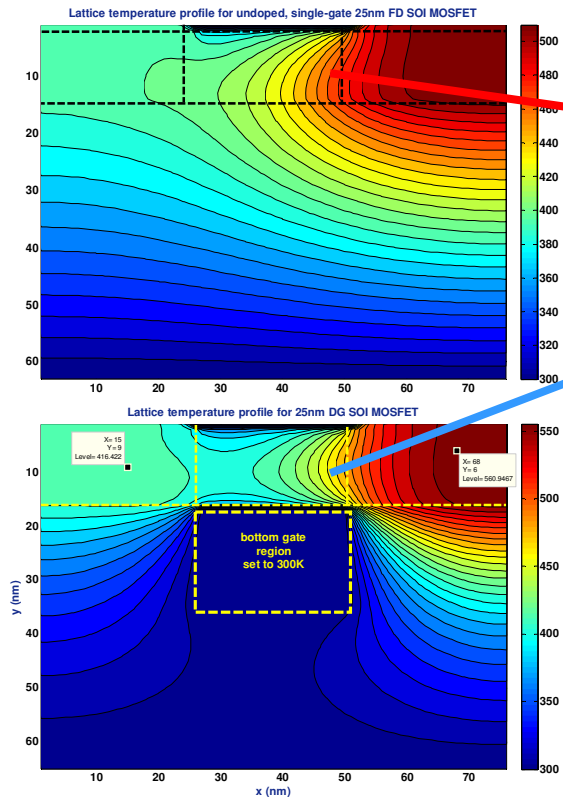 Lattice temperature profile for undoped, single-gate 25nm FD SOI MOSFET
10
20
30
40
50
60
10 20 30 40 50 60 70
500
480
460
440
420
400
380
360
340
320
300
Lattice temperature profile for 25nm DG SOI MOSFET
X= 15
Y= 9
Level= 416.422
X= 68
Y= 6
Level= 560.9467
bottom gate
region
set to 300K
y (nm)
10
20
30
40
50
60
10 20 30 40 50 60 70
x (nm)
550
500
450
400
350
300